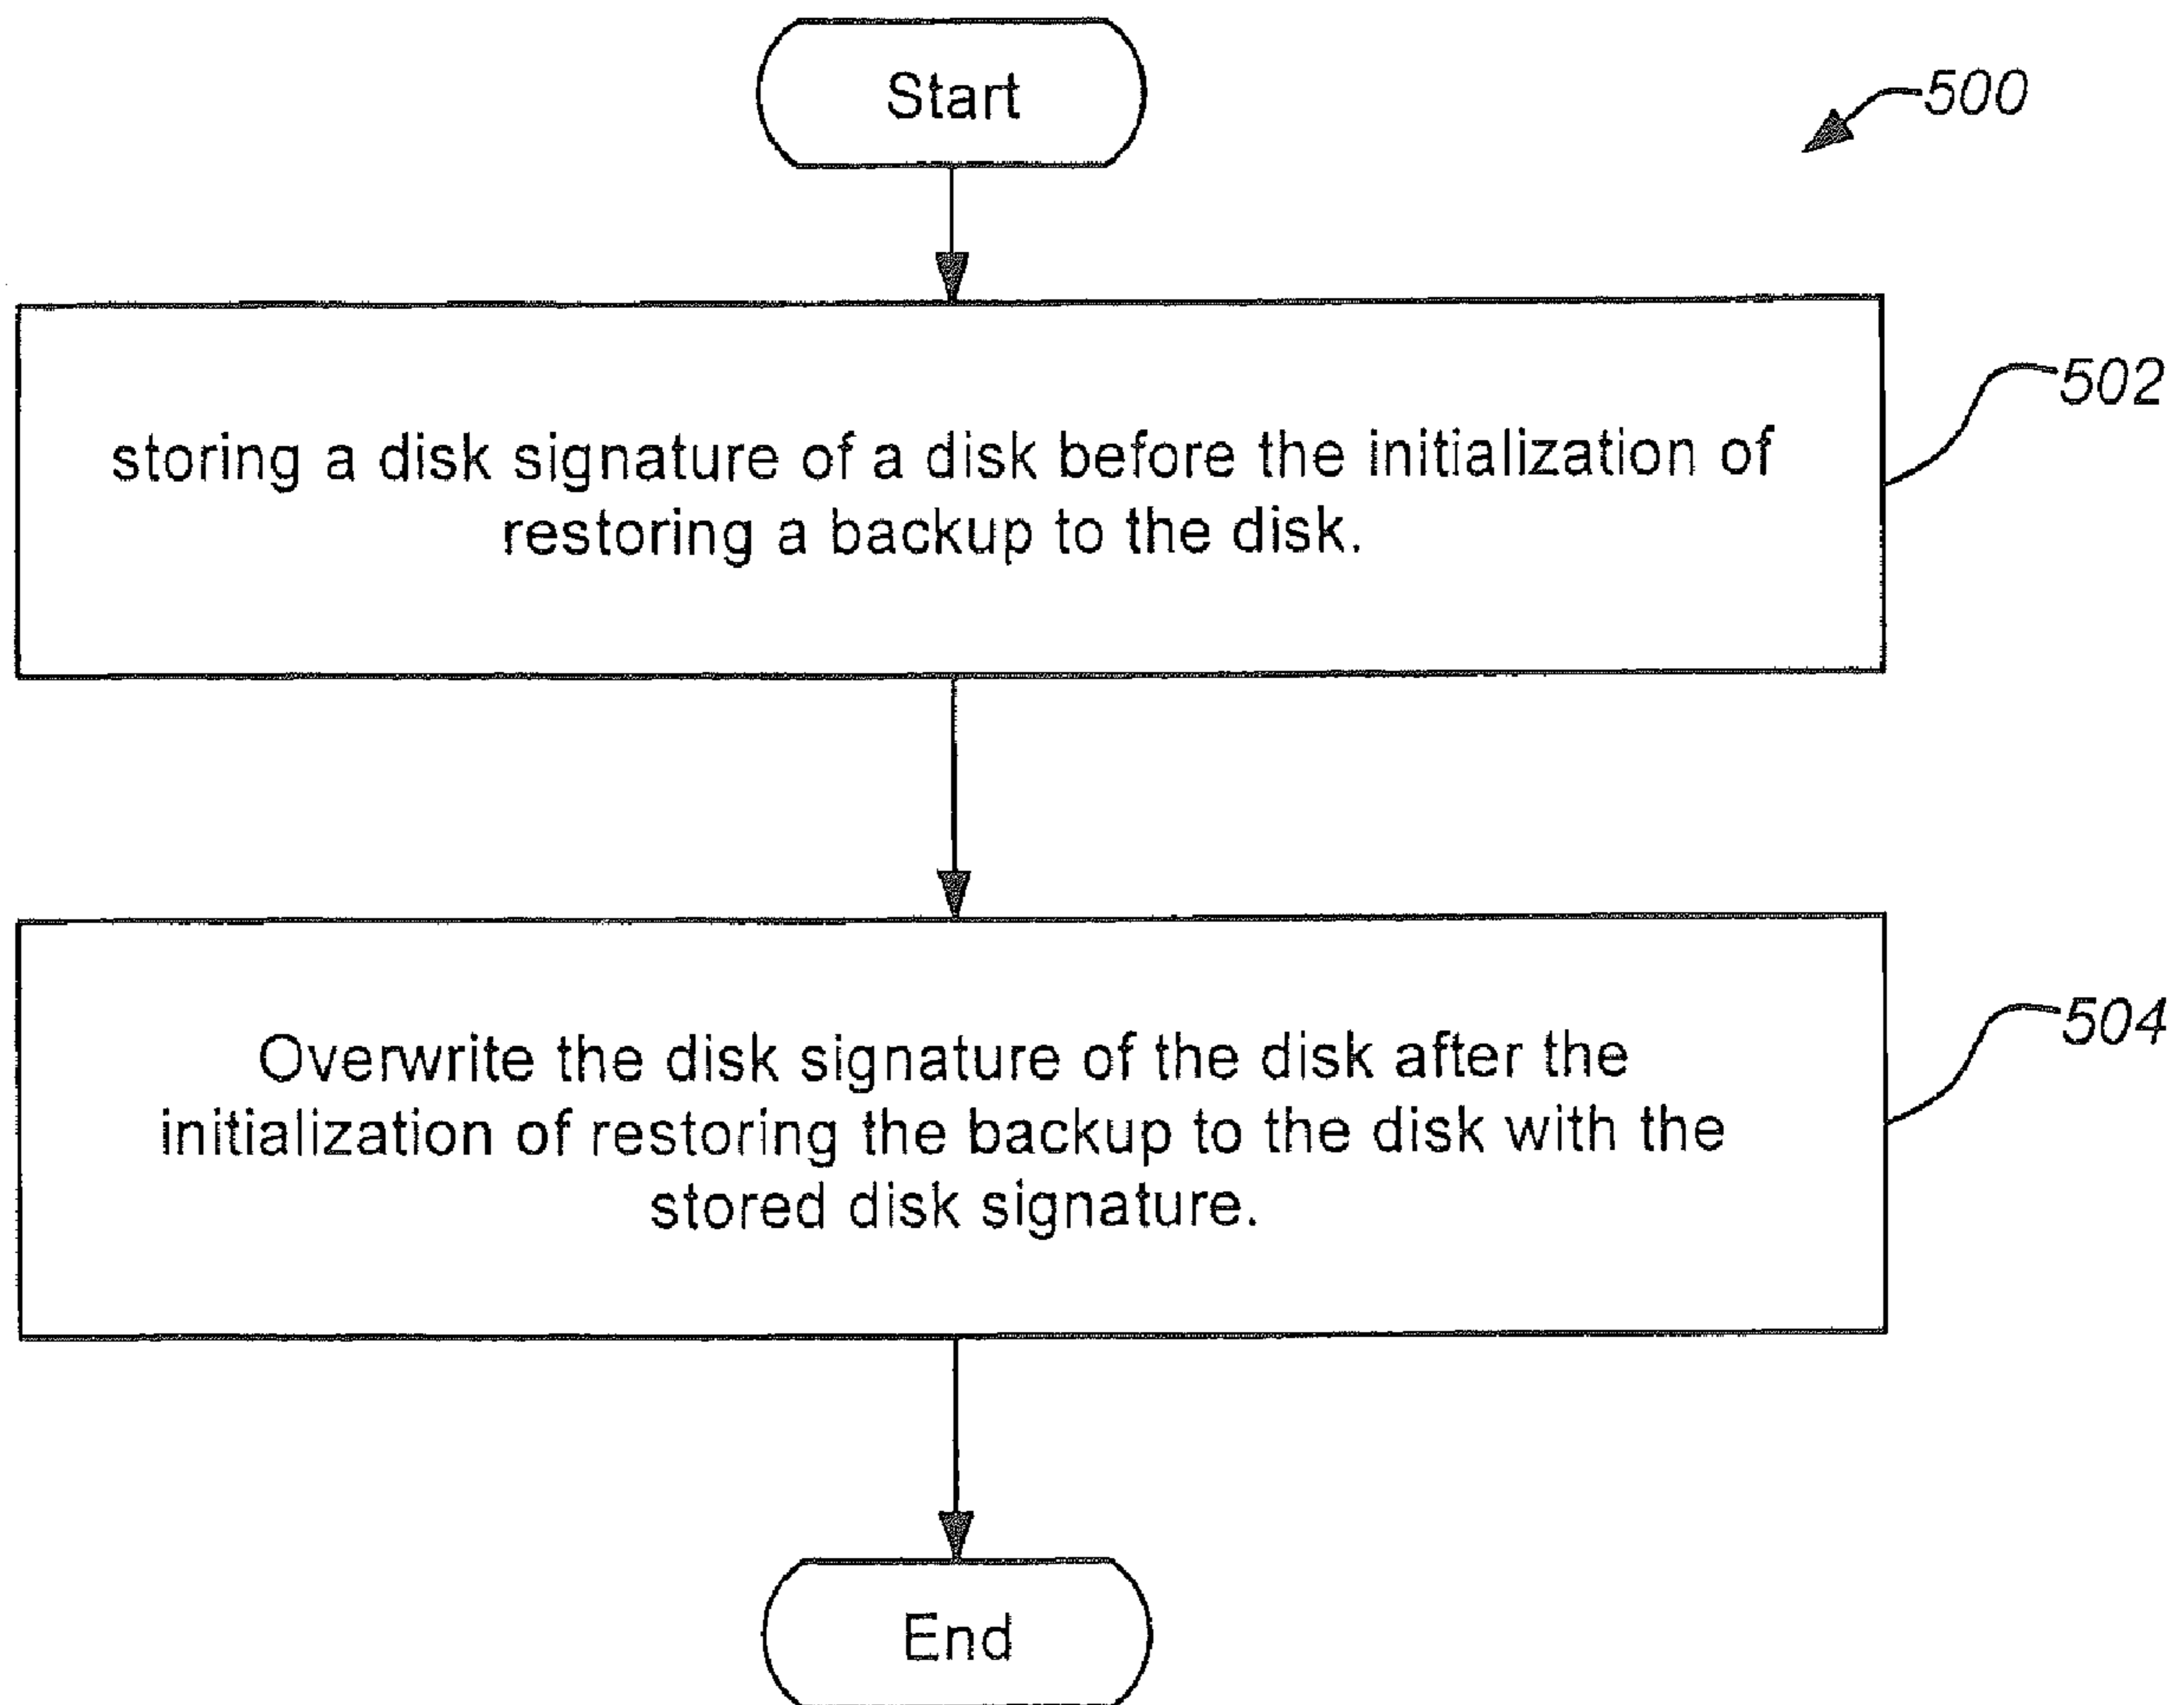 Start
500
storing a disk signature of a disk before the initialization of
restoring a backup to the disk.
502
Overwrite the disk signature of the disk after the
initialization of restoring the backup to the disk with the
stored disk signature.
504
End